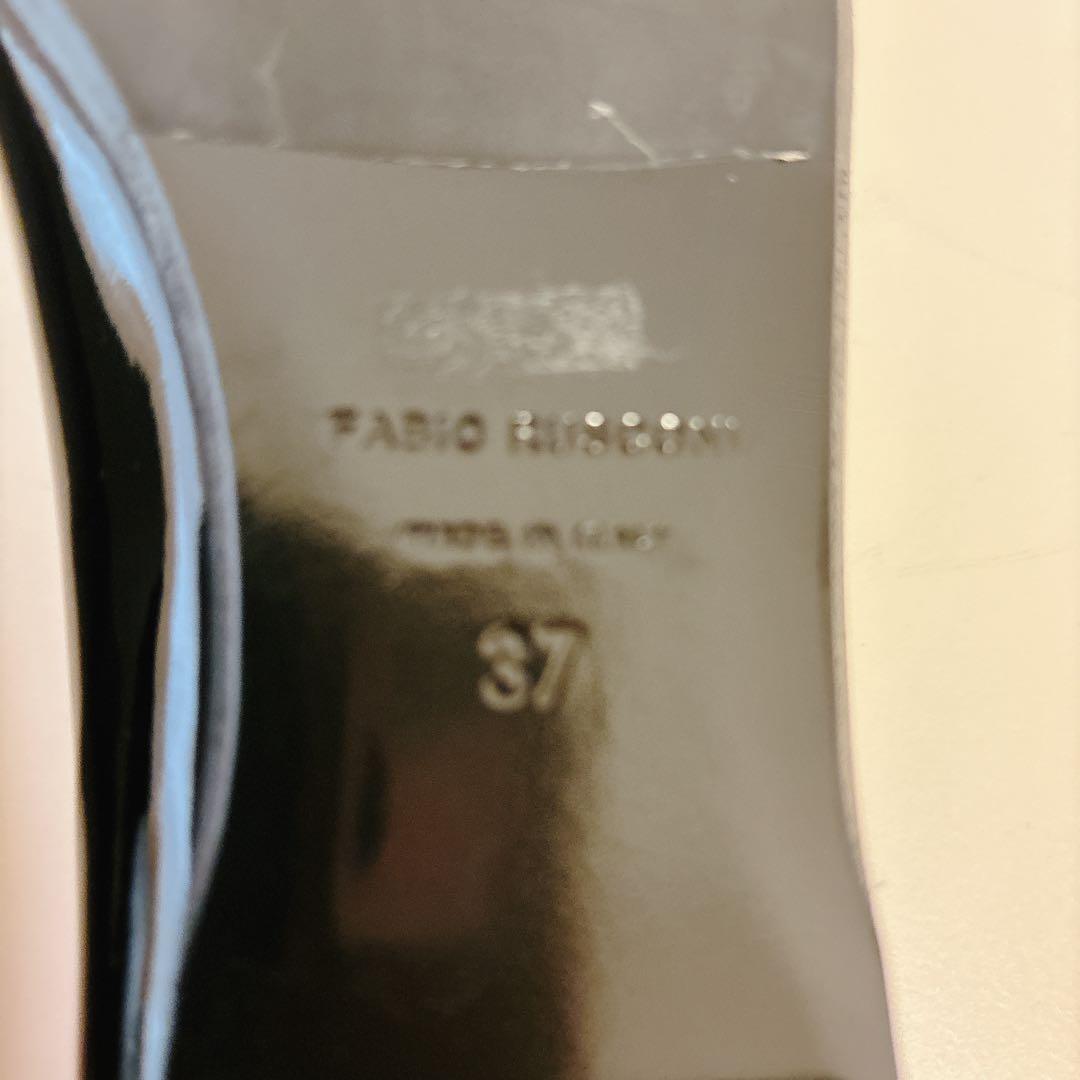 FABIO RUSCONI
MADE IN ITALY
37